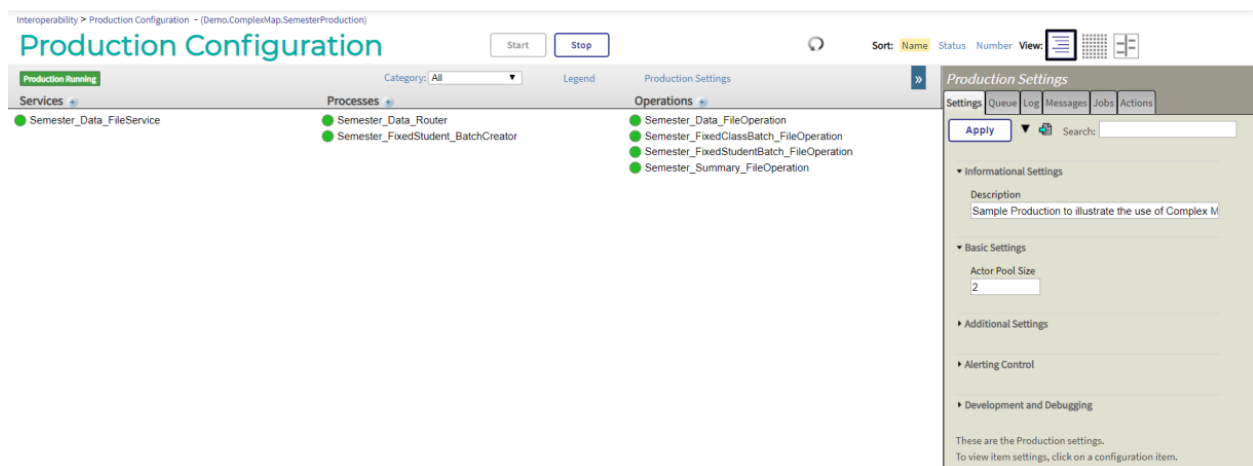 Interoperability > Production Configuration - (Demo.ComplexMap.SemesterProduction)
Production Configuration
Start
Stop
Sort: Name Status Number View:
Production Running
Category: All
Legend
Production Settings
»
Services
Processes
Operations
Semester_Data_FileService
Semester_Data_Router
Semester_FixedStudent_BatchCreator
Semester_Data_FileOperation
Semester_FixedClassBatch_FileOperation
Semester_FixedStudentBatch_FileOperation
Semester_Summary_FileOperation
Production Settings
Settings Queue Log Messages Jobs Actions
Apply
Search:
Informational Settings
Description
Sample Production to illustrate the use of Complex M
Basic Settings
Actor Pool Size
2
Additional Settings
Alerting Control
Development and Debugging
These are the Production settings.
To view item settings, click on a configuration item.